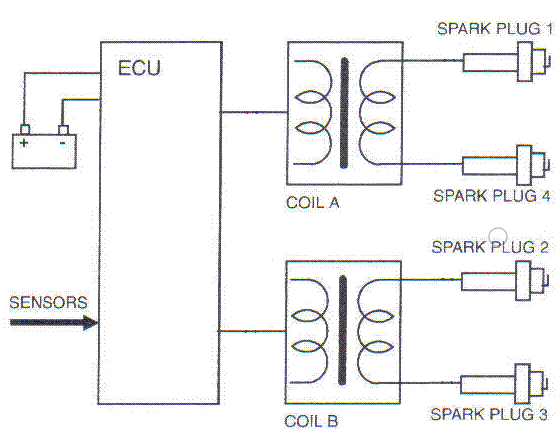 SPARK PLUG 1
ECU
+ -
SPARK PLUG 4
COIL A
SPARK PLUG 2
SENSORS
SPARK PLUG 3
COIL B